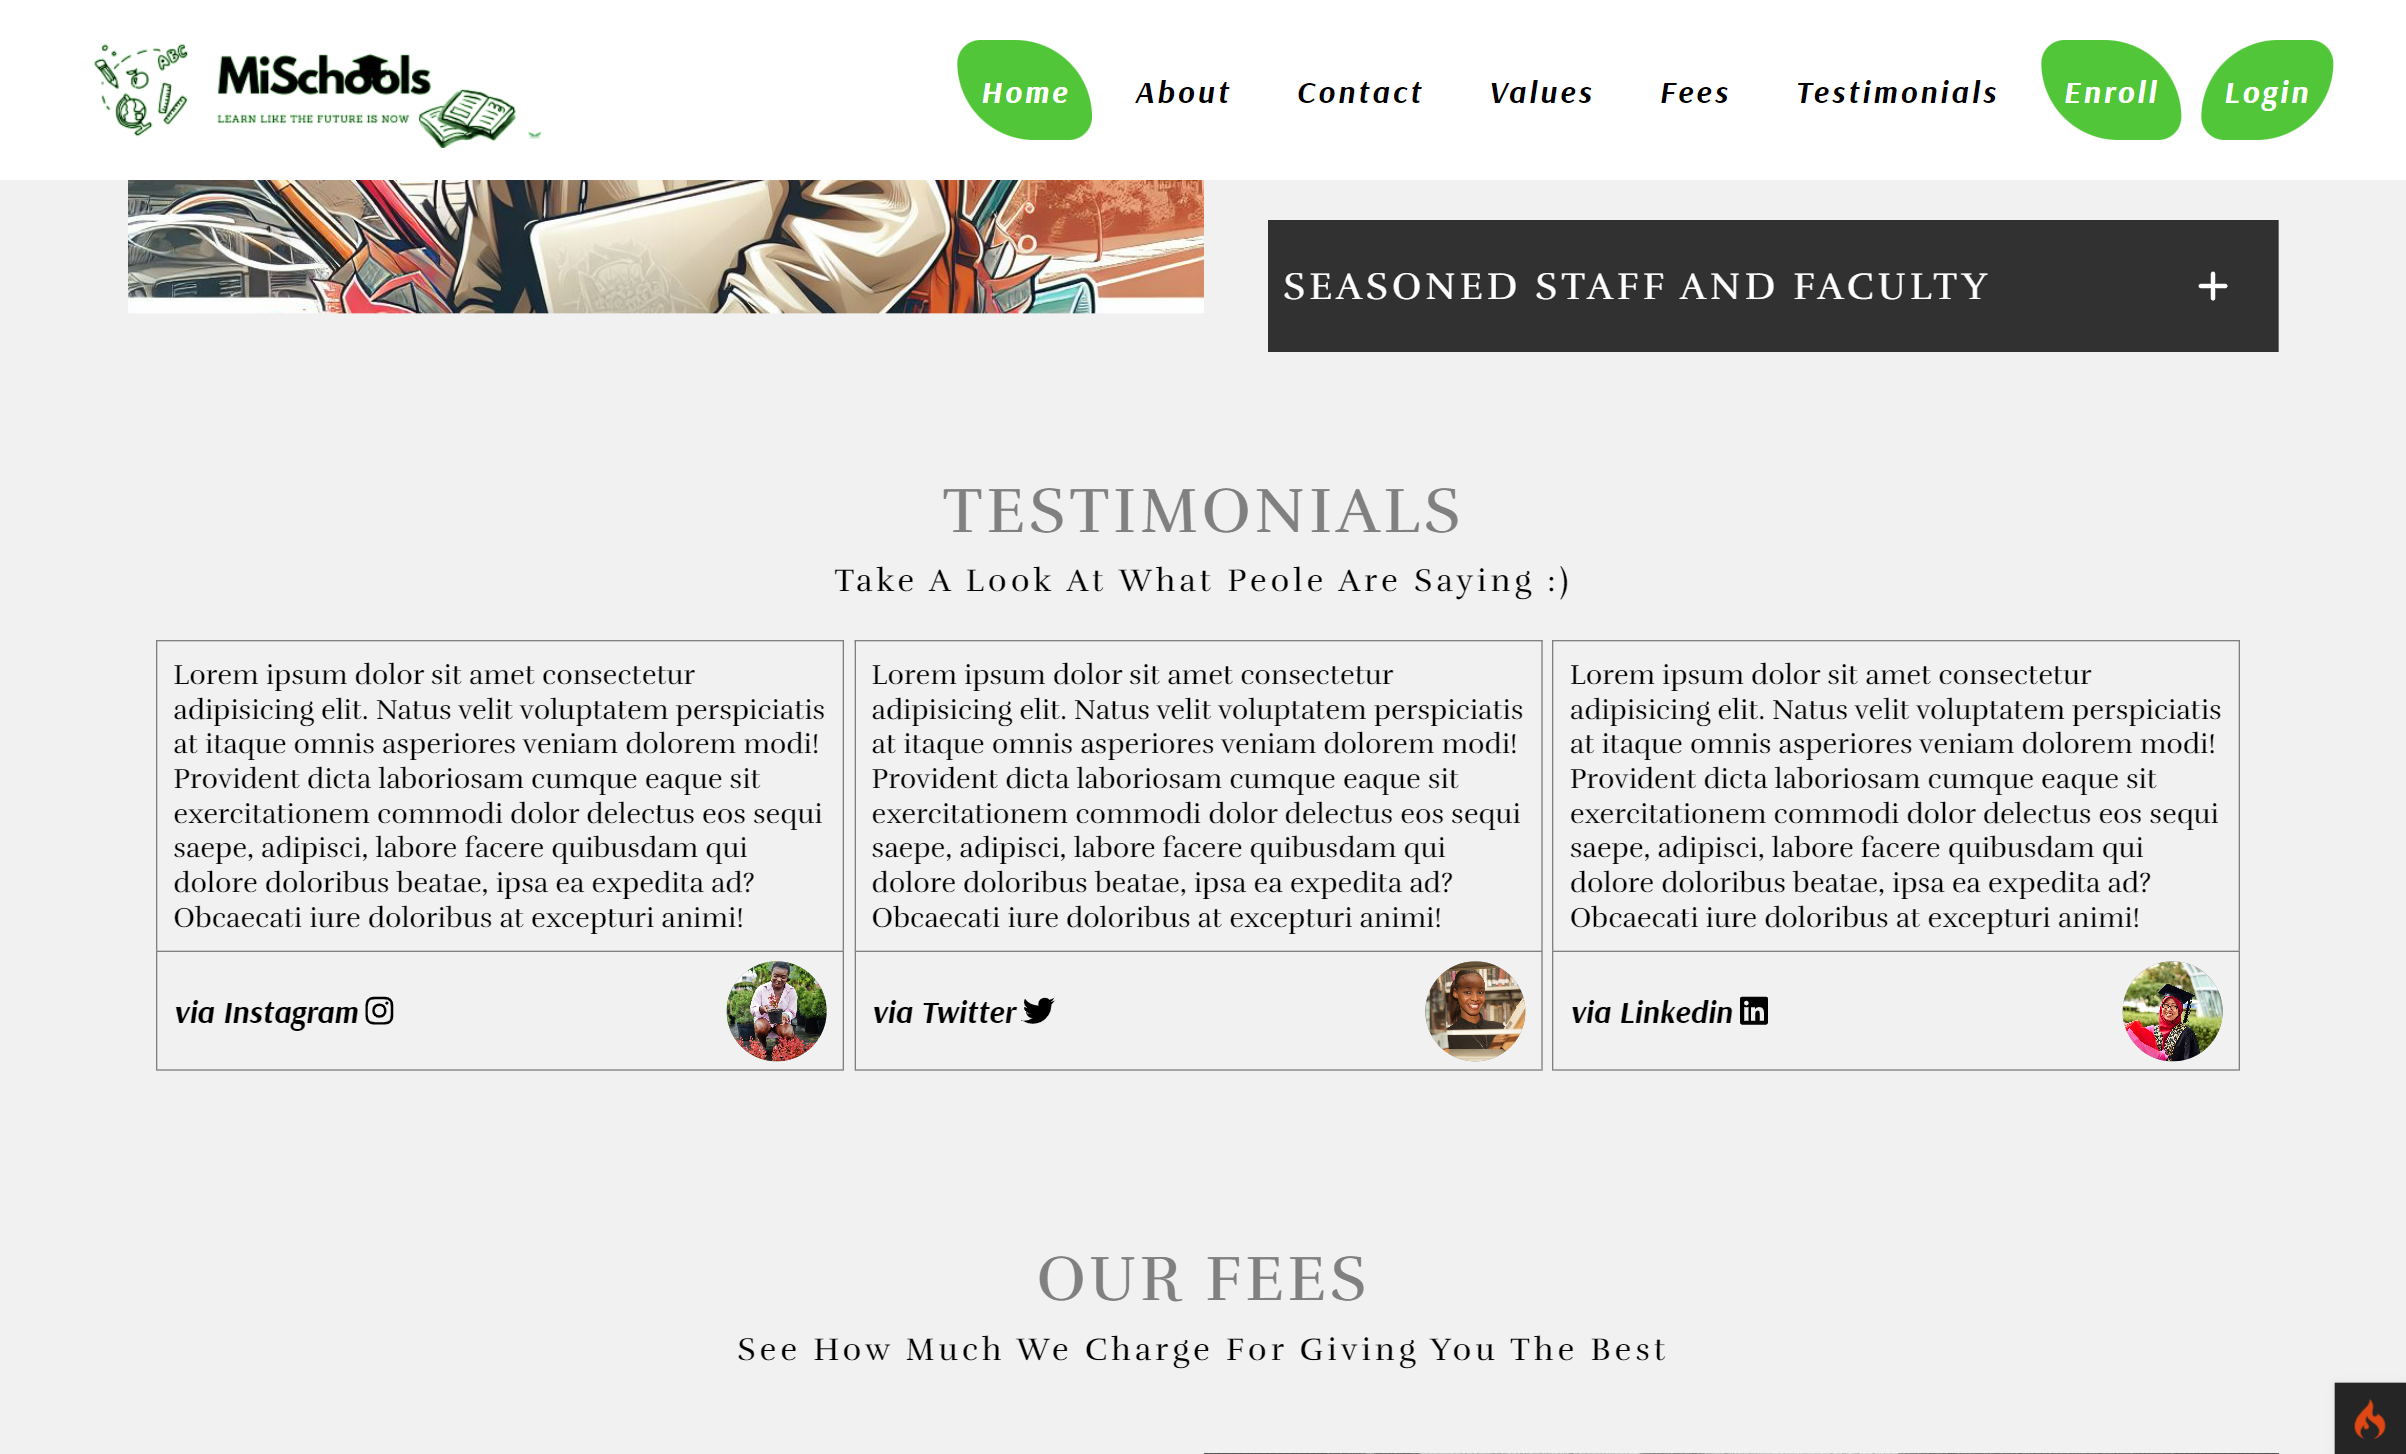 ABC
MiSchools
LEARN LIKE THE FUTURE IS NOW
Home
About
Contact
Values
Fees
Testimonials
Enroll
Login
SEASONED STAFF AND FACULTY
TESTIMONIALS
Take A Look At What Peole Are Saying :)
Lorem ipsum dolor sit amet consectetur
adipisicing elit. Natus velit voluptatem perspiciatis
at itaque omnis asperiores veniam dolorem modi!
Provident dicta laboriosam cumque eaque sit
exercitationem commodi dolor delectus eos sequi
saepe, adipisci, labore facere quibusdam qui
dolore doloribus beatae, ipsa ea expedita ad?
Obcaecati iure doloribus at excepturi animi!
via Instagram
Lorem ipsum dolor sit amet consectetur
adipisicing elit. Natus velit voluptatem perspiciatis
at itaque omnis asperiores veniam dolorem modi!
Provident dicta laboriosam cumque eaque sit
exercitationem commodi dolor delectus eos sequi
saepe, adipisci, labore facere quibusdam qui
dolore doloribus beatae, ipsa ea expedita ad?
Obcaecati iure doloribus at excepturi animi!
via Twitter
Lorem ipsum dolor sit amet consectetur
adipisicing elit. Natus velit voluptatem perspiciatis
at itaque omnis asperiores veniam dolorem modi!
Provident dicta laboriosam cumque eaque sit
exercitationem commodi dolor delectus eos sequi
saepe, adipisci, labore facere quibusdam qui
dolore doloribus beatae, ipsa ea expedita ad?
Obcaecati iure doloribus at excepturi animi!
via Linkedin in
OUR FEES
See How Much We Charge For Giving You The Best